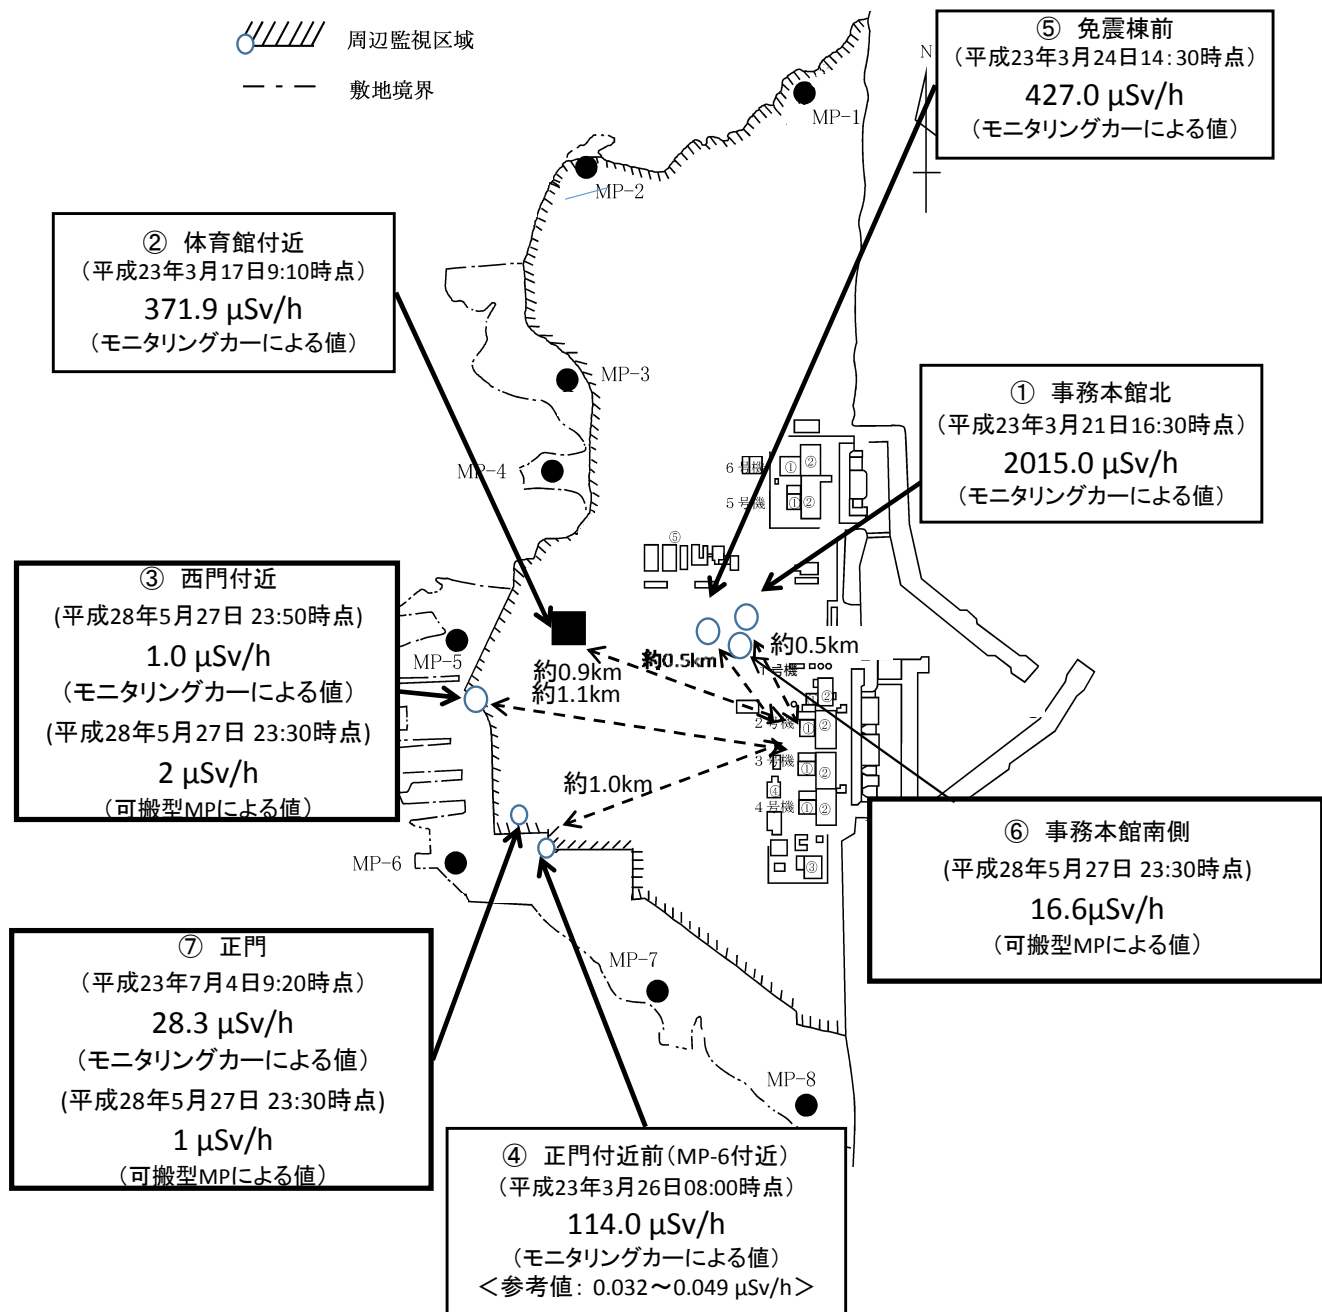 周辺監視区域
敷地境界
⑤ 免震棟前
(平成23年3月24日14:30時点)
427.0 μSv/h
(モニタリングカーによる値)
N
MP-1
MP-2
② 体育館付近
(平成23年3月17日9:10時点)
371.9 μSv/h
(モニタリングカーによる値)
MP-3
MP-4
① 事務本館北
(平成23年3月21日16:30時点)
2015.0 μSv/h
(モニタリングカーによる値)
6号機
①
②
5号機
①
②
⑤
③ 西門付近
(平成28年5月27日 23:50時点)
1.0 μSv/h
(モニタリングカーによる値)
(平成28年5月27日 23:30時点)
2 μSv/h
(可搬型MPによる値)
MP-5
約0.9km
約1.1km
約0.5km
約0.5km
1号機
②
2号機
①
②
3号機
①
②
④
4号機
①
②
③
約1.0km
MP-6
⑥ 事務本館南側
(平成28年5月27日 23:30時点)
16.6μSv/h
(可搬型MPによる値)
⑦ 正門
(平成23年7月4日9:20時点)
28.3 μSv/h
(モニタリングカーによる値)
(平成28年5月27日 23:30時点)
1 μSv/h
(可搬型MPによる値)
MP-7
MP-8
④ 正門付近前(MP-6付近)
(平成23年3月26日08:00時点)
114.0 μSv/h
(モニタリングカーによる値)
<参考値: 0.032～0.049 μSv/h>